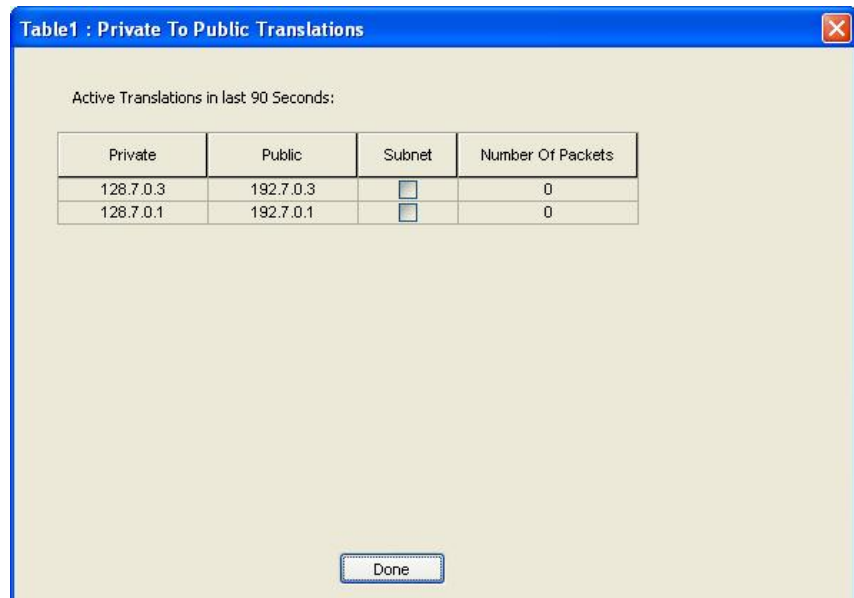 Table1 : Private To Public Translations
Active Translations in last 90 Seconds:
Private Public Subnet Number Of Packets
128.7.0.3 192.7.0.3 0
128.7.0.1 192.7.0.1 0
Done